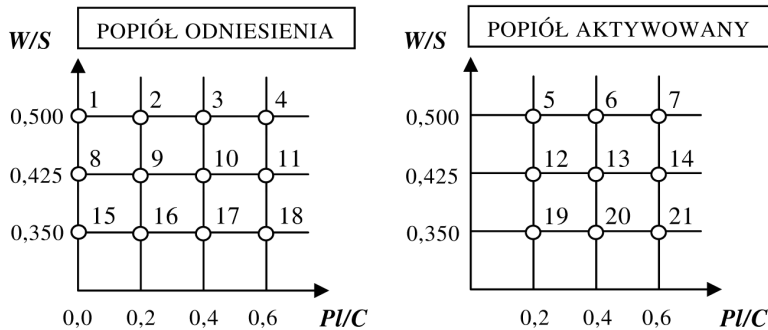 POPIÓŁ ODNIESIENIA
W/S
1 2 3 4
0,500
8 9 10 11
0,425
15 16 17 18
0,350
0,0 0,2 0,4 0,6 Pl/C
POPIÓŁ AKTYWOWANY
W/S
5 6 7
0,500
12 13 14
0,425
19 20 21
0,350
0,2 0,4 0,6 Pl/C